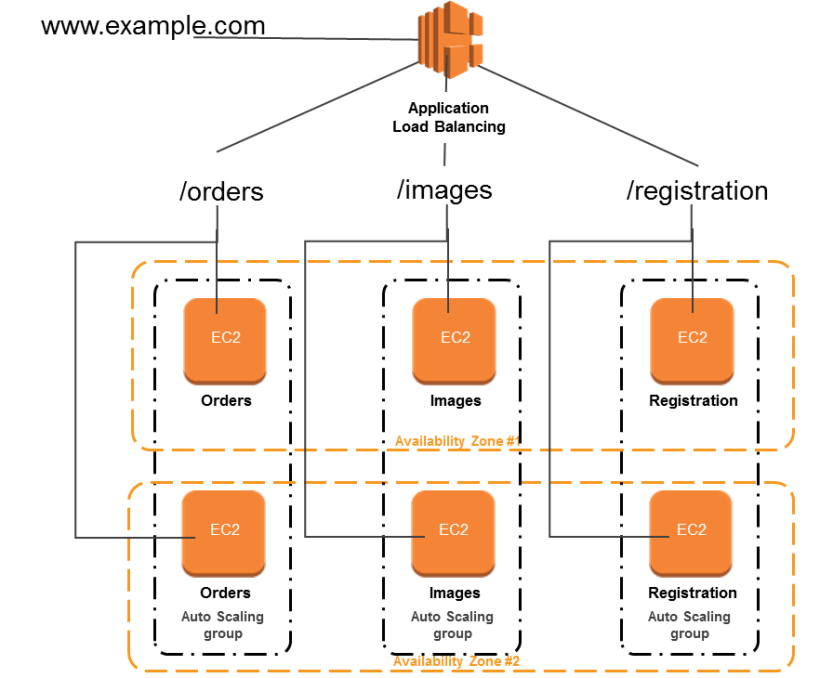 www.example.com
Application
Load Balancing
/orders
/images
/registration
EC2
EC2
EC2
Orders
Images
Registration
Availability Zone #1
EC2
EC2
EC2
Orders
Images
Registration
Auto Scaling
group
Auto Scaling
group
Auto Scaling
group
Availability Zone #2